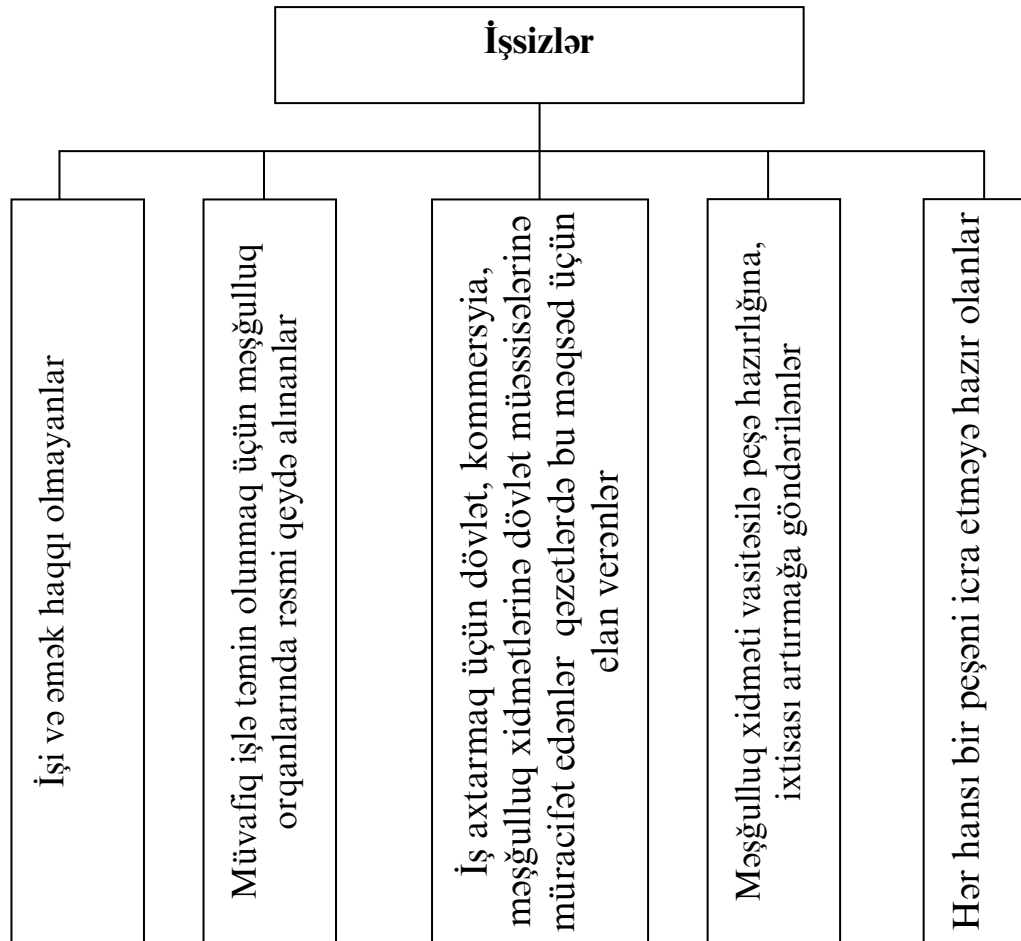 İşsizlər
İşi və əmək haqqı olmayanlar
Müvafiq işlə təmin olunmaq üçün məşğulluq
orqanlarında rəsmi qeydə alınanlar
İş axtarmaq üçün dövlət, kommersyia,
məşğulluq xidmətlərinə dövlət müəssisələrinə
müraciət edənlər qəzetlərdə bu məqsəd üçün
elan verənlər
Məşğulluq xidməti vasitəsilə peşə hazırlığına,
ixtisası artırmağa göndərilənlər
Hər hansı bir peşəni icra etməyə hazır olanlar